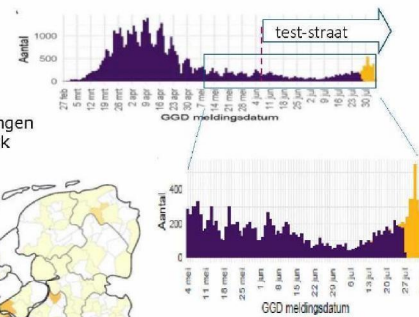 test-straat
Aantal
1000
500
0
27 feb
5 mrt
12 mrt
19 mrt
26 mrt
2 apr
9 apr
16 apr
23 apr
30 apr
7 mei
14 mei
21 mei
28 mei
4 jun
11 jun
18 jun
25 jun
2 jul
9 jul
16 jul
23 jul
30 jul
GGD meldingsdatum
ngen
k
Aantal
400
200
0
4 mei
11 mei
18 mei
25 mei
1 jun
8 jun
15 jun
22 jun
29 jun
6 jul
13 jul
20 jul
27 jul
GGD meldingsdatum